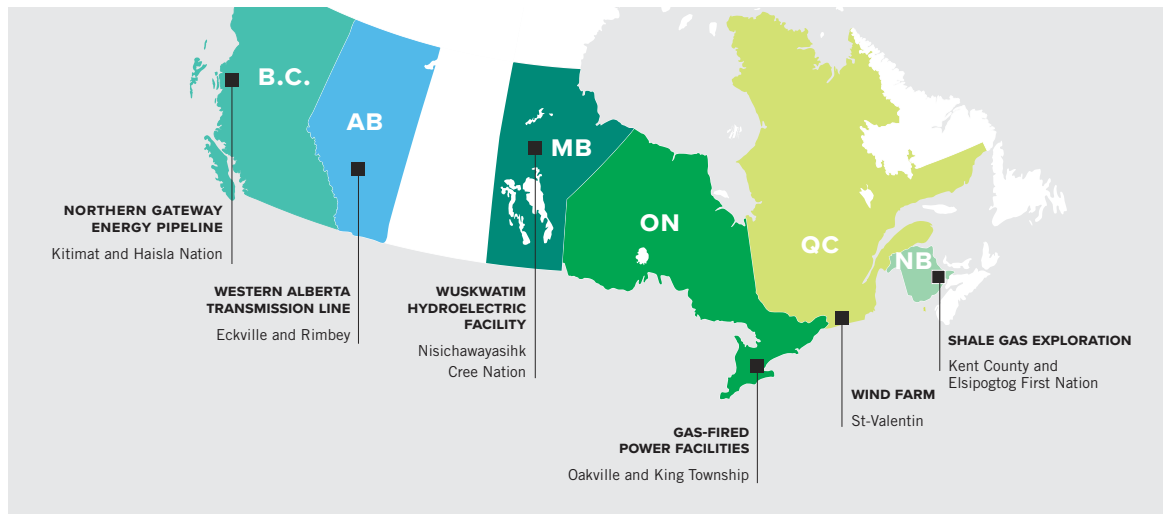 B.C.
AB
MB
ON
QC
NB
NORTHERN GATEWAY
ENERGY PIPELINE
Kitimat and Haisla Nation
WESTERN ALBERTA
TRANSMISSION LINE
Eckville and Rimbey
WUSKWATIM
HYDROELECTRIC
FACILITY
Nisichawayasihk
Cree Nation
GAS-FIRED
POWER FACILITIES
Oakville and King Township
WIND FARM
St-Valentin
SHALE GAS EXPLORATION
Kent County and
Elsipogtog First Nation